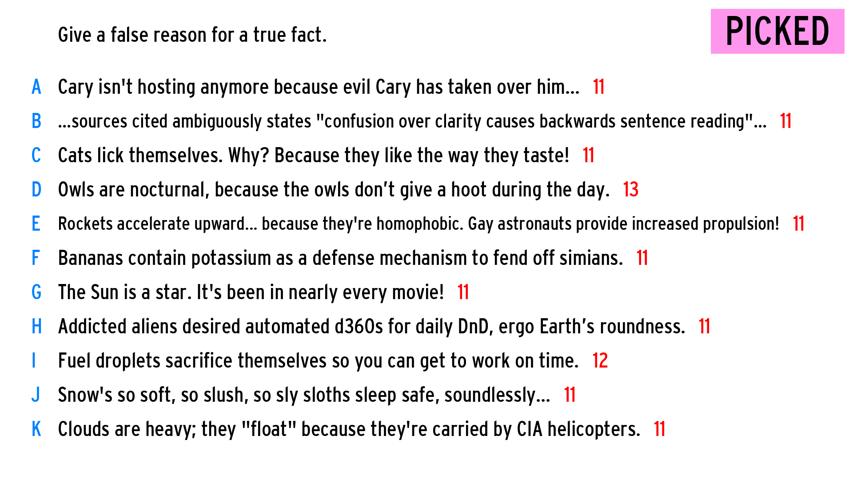 Give a false reason for a true fact.
PICKED
A Cary isn't hosting anymore because evil Cary has taken over him... 11
B ...sources cited ambiguously states "confusion over clarity causes backwards sentence reading"... 11
C Cats lick themselves. Why? Because they like the way they taste! 11
D Owls are nocturnal, because the owls don’t give a hoot during the day. 13
E Rockets accelerate upward... because they're homophobic. Gay astronauts provide increased propulsion! 11
F Bananas contain potassium as a defense mechanism to fend off simians. 11
G The Sun is a star. It's been in nearly every movie! 11
H Addicted aliens desired automated d360s for daily DnD, ergo Earth’s roundness. 11
I Fuel droplets sacrifice themselves so you can get to work on time. 12
J Snow's so soft, so slush, so sly sloths sleep safe, soundlessly... 11
K Clouds are heavy; they "float" because they're carried by CIA helicopters. 11